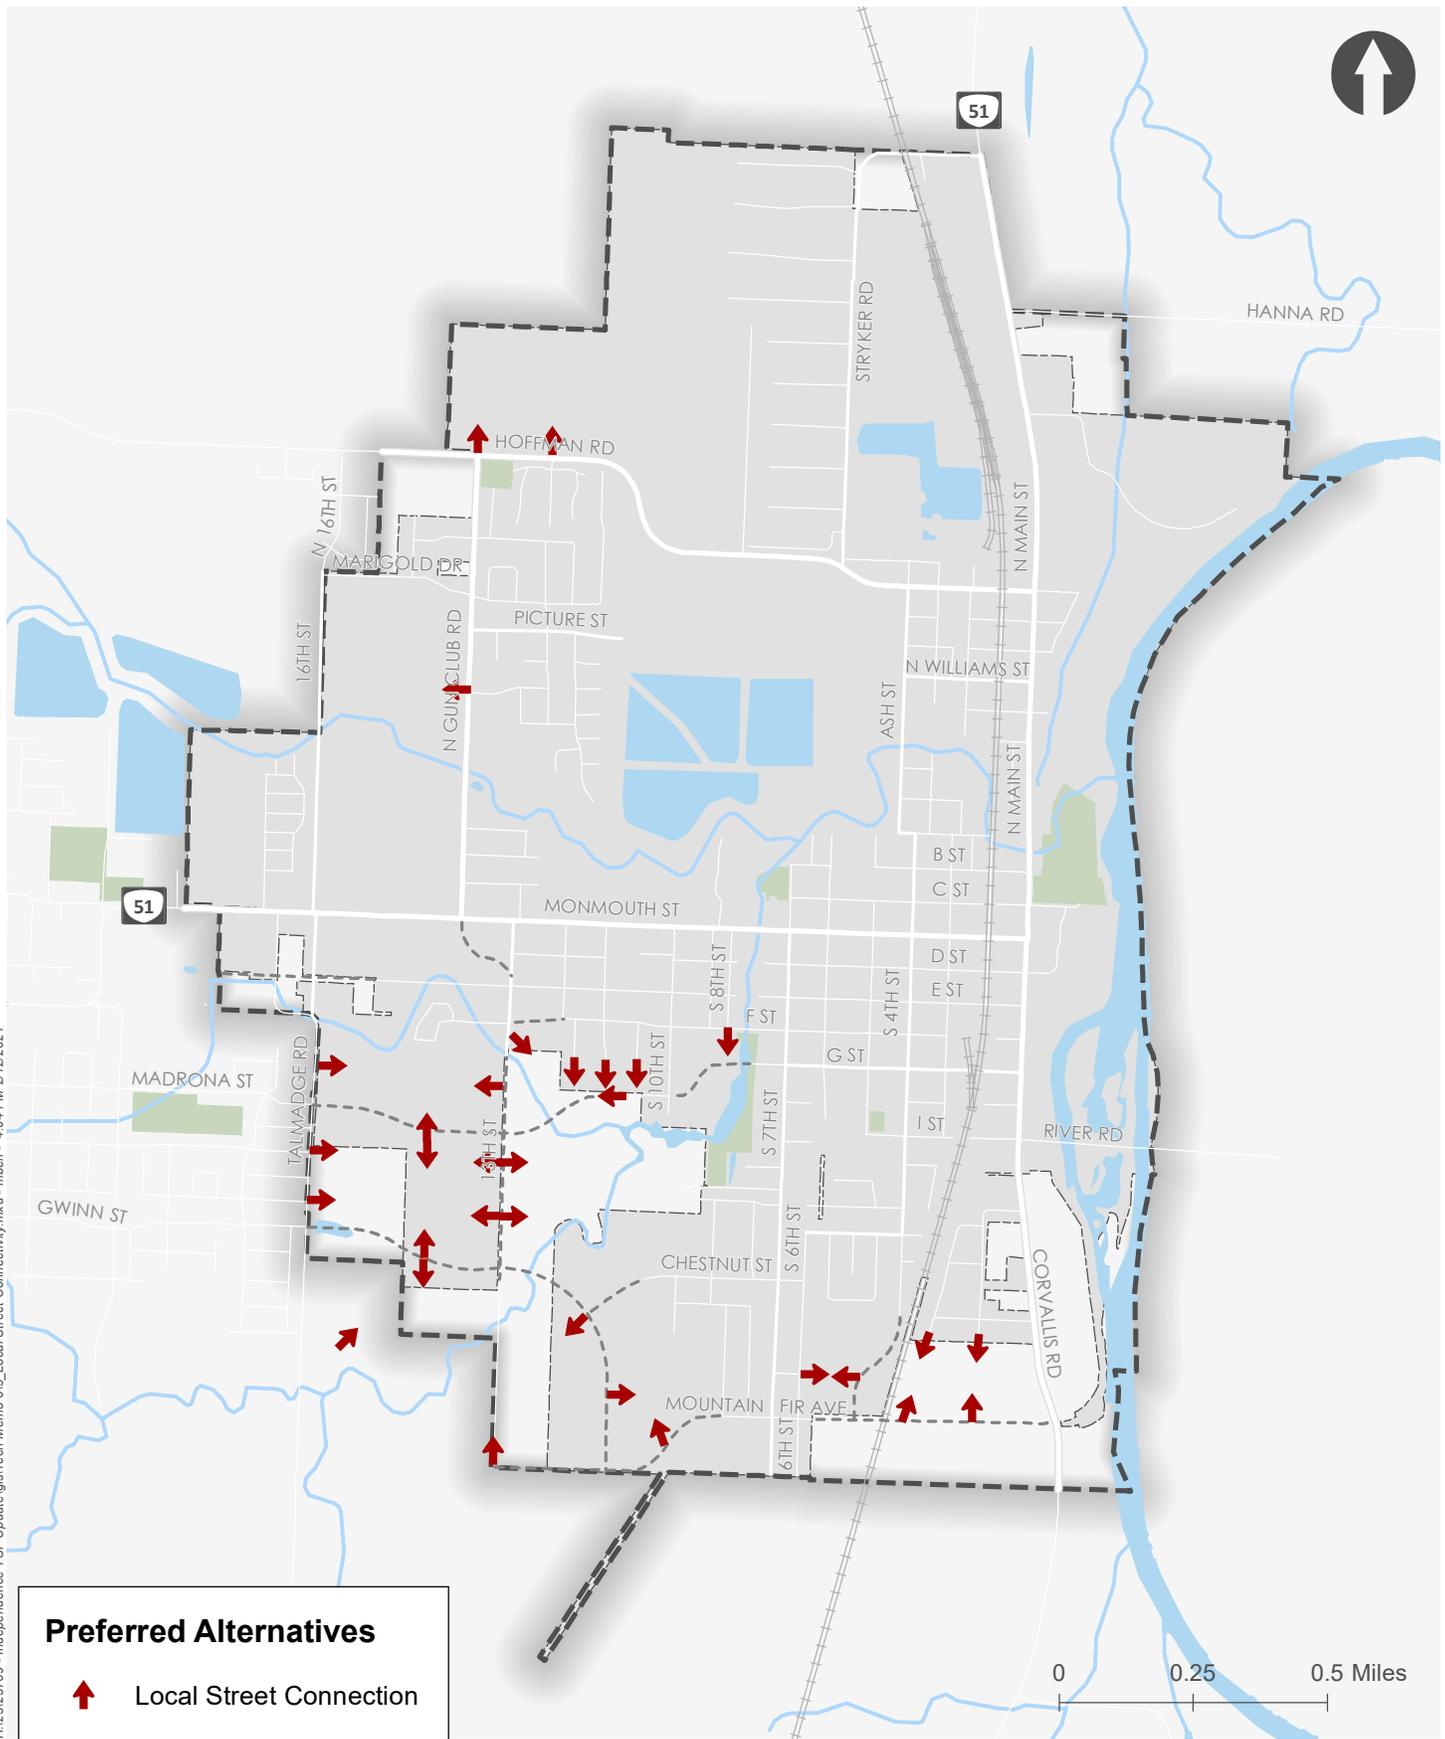 51
HANNA RD
STRYKER RD
HOFFMAN RD
N 16TH ST
N MAIN ST
MARIGOLD DR
PICTURE ST
16TH ST
N GUN CLUB RD
N WILLIAMS ST
ASH ST
N MAIN ST
B ST
C ST
51
MONMOUTH ST
D ST
S 8TH ST
E ST
S 4TH ST
F ST
TALMADGE RD
S 10TH ST
G ST
MADRONA ST
S 7TH ST
I ST
RIVER RD
13TH ST
GWINN ST
S 6TH ST
CHESTNUT ST
CORVALLIS RD
MOUNTAIN FIR AVE
6TH ST
Preferred Alternatives
Local Street Connection
0 0.25 0.5 Miles